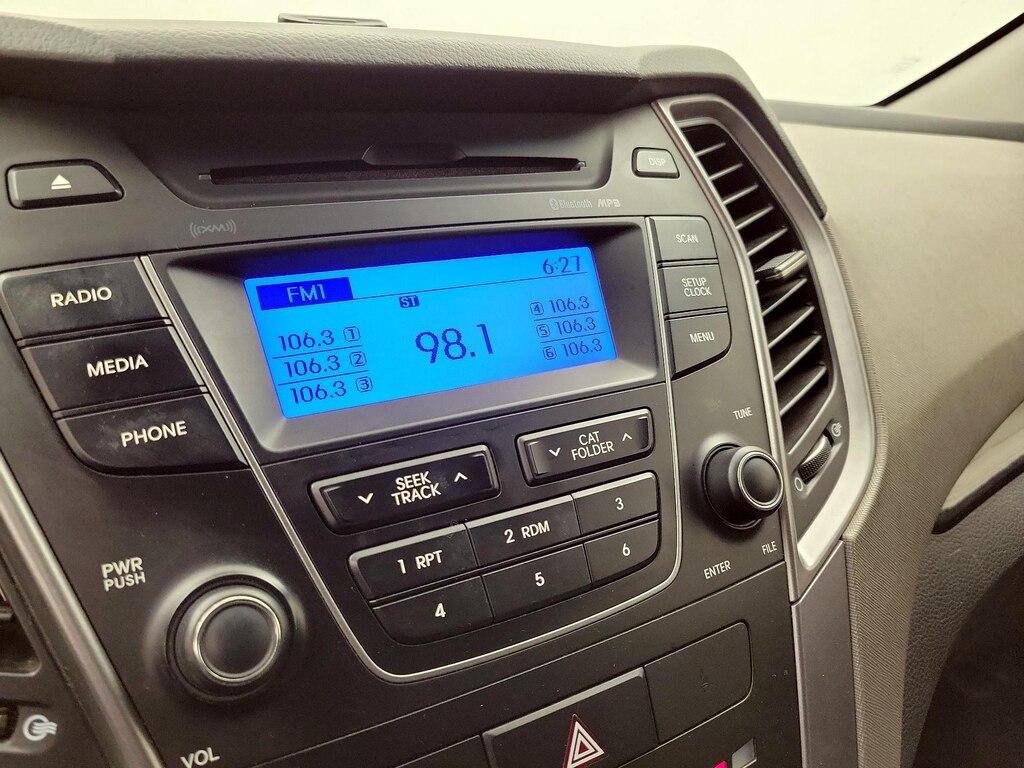 DISP
((XM))
Bluetooth MP3
RADIO
MEDIA
PHONE
FM1
ST
6:27
106.3 1
106.3 2
106.3 3
98.1
4 106.3
5 106.3
6 106.3
SCAN
SETUP
CLOCK
MENU
SEEK
TRACK
CAT
FOLDER
TUNE
1 RPT
2 RDM
3
4
5
6
PWR
PUSH
ENTER
FILE
VOL
0